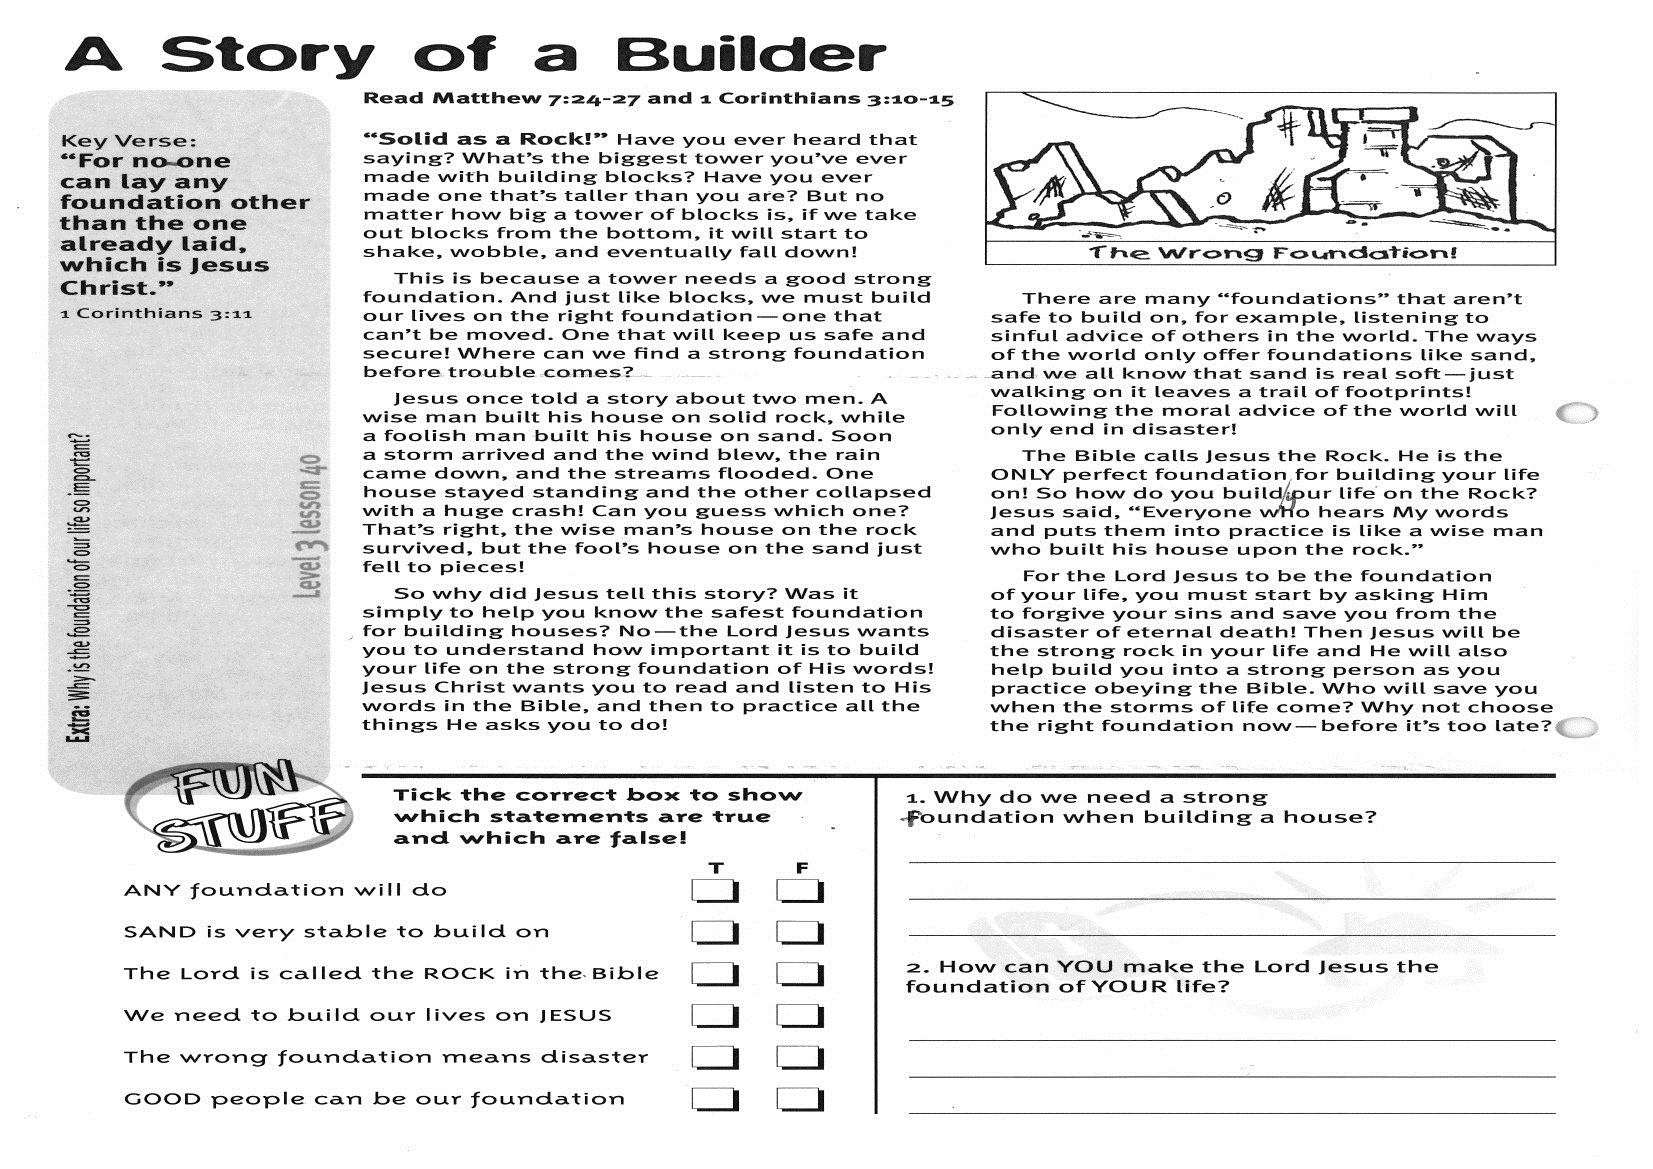 A Story of a Builder
Key Verse:
“For no one
can lay any
foundation other
than the one
already laid,
which is Jesus
Christ.”
1 Corinthians 3:11
Extra: Why is the foundation of our life so important?
Level 3 lesson 40
Read Matthew 7:24-27 and 1 Corinthians 3:10-15
“Solid as a Rock!” Have you ever heard that
saying? What’s the biggest tower you’ve ever
made with building blocks? Have you ever
made one that’s taller than you are? But no
matter how big a tower of blocks is, if we take
out blocks from the bottom, it will start to
shake, wobble, and eventually fall down!
This is because a tower needs a good strong
foundation. And just like blocks, we must build
our lives on the right foundation—one that
can’t be moved. One that will keep us safe and
secure! Where can we find a strong foundation
before trouble comes?
Jesus once told a story about two men. A
wise man built his house on solid rock, while
a foolish man built his house on sand. Soon
a storm arrived and the wind blew, the rain
came down, and the streams flooded. One
house stayed standing and the other collapsed
with a huge crash! Can you guess which one?
That’s right, the wise man’s house on the rock
survived, but the fool’s house on the sand just
fell to pieces!
So why did Jesus tell this story? Was it
simply to help you know the safest foundation
for building houses? No—the Lord Jesus wants
you to understand how important it is to build
your life on the strong foundation of His words!
Jesus Christ wants you to read and listen to His
words in the Bible, and then to practice all the
things He asks you to do!
The Wrong Foundation!
There are many “foundations” that aren’t
safe to build on, for example, listening to
sinful advice of others in the world. The ways
of the world only offer foundations like sand,
and we all know that sand is real soft—just
walking on it leaves a trail of footprints!
Following the moral advice of the world will
only end in disaster!
The Bible calls Jesus the Rock. He is the
ONLY perfect foundation for building your life
on! So how do you build your life on the Rock?
Jesus said, “Everyone who hears My words
and puts them into practice is like a wise man
who built his house upon the rock.”
For the Lord Jesus to be the foundation
of your life, you must start by asking Him
to forgive your sins and save you from the
disaster of eternal death! Then Jesus will be
the strong rock in your life and He will also
help build you into a strong person as you
practice obeying the Bible. Who will save you
when the storms of life come? Why not choose
the right foundation now—before it’s too late?
FUN
STUFF
Tick the correct box to show
which statements are true
and which are false!
T F
ANY foundation will do
SAND is very stable to build on
The Lord is called the ROCK in the Bible
We need to build our lives on JESUS
The wrong foundation means disaster
GOOD people can be our foundation
1. Why do we need a strong
foundation when building a house?
2. How can YOU make the Lord Jesus the
foundation of YOUR life?